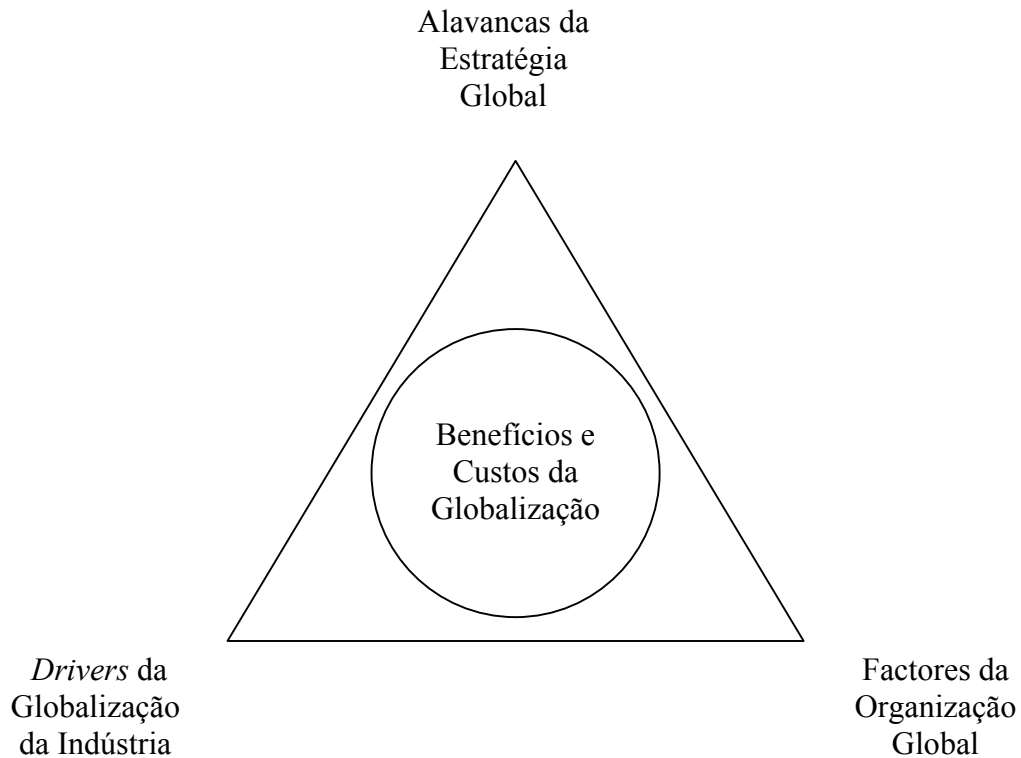 Alavancas da
Estratégia
Global
Benefícios e
Custos da
Globalização
Drivers da
Globalização
da Indústria
Factores da
Organização
Global